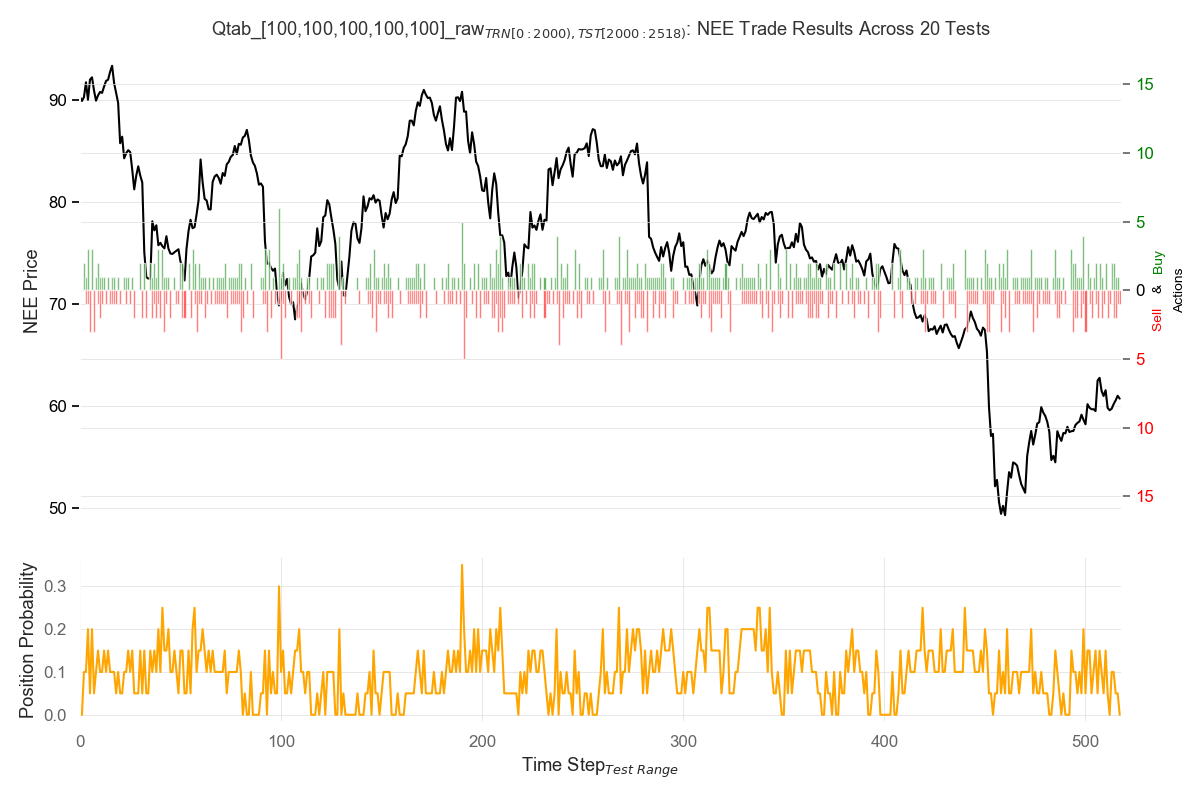 Qtab_[100,100,100,100,100]_raw_TRN[0:2000),TST[2000:2518): NEE Trade Results Across 20 Tests
NEE Price
90
80
70
60
50
15
10
5
0
5
10
15
Sell & Buy
Actions
Position Probability
0.3
0.2
0.1
0.0
0 100 200 300 400 500
Time Step Test Range